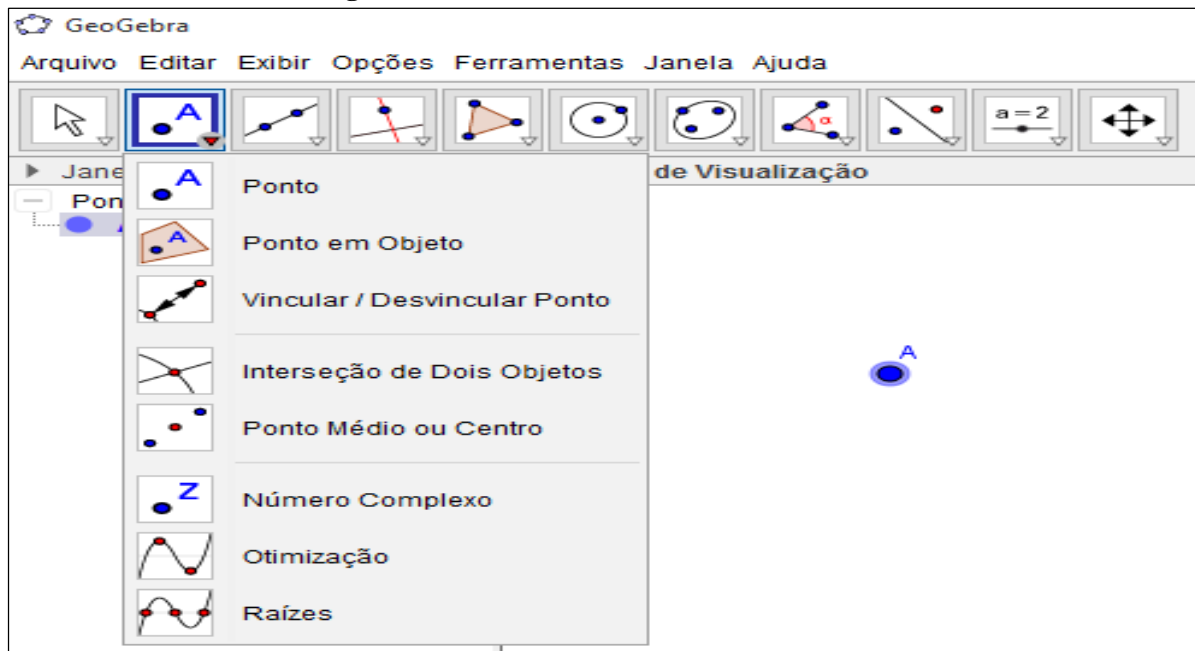 GeoGebra
Arquivo Editar Exibir Opções Ferramentas Janela Ajuda
A
α
a = 2
Jane
de Visualização
A
Ponto
Pon
A
Ponto em Objeto
Vincular / Desvincular Ponto
A
Interseção de Dois Objetos
Ponto Médio ou Centro
Z
Número Complexo
Otimização
Raízes